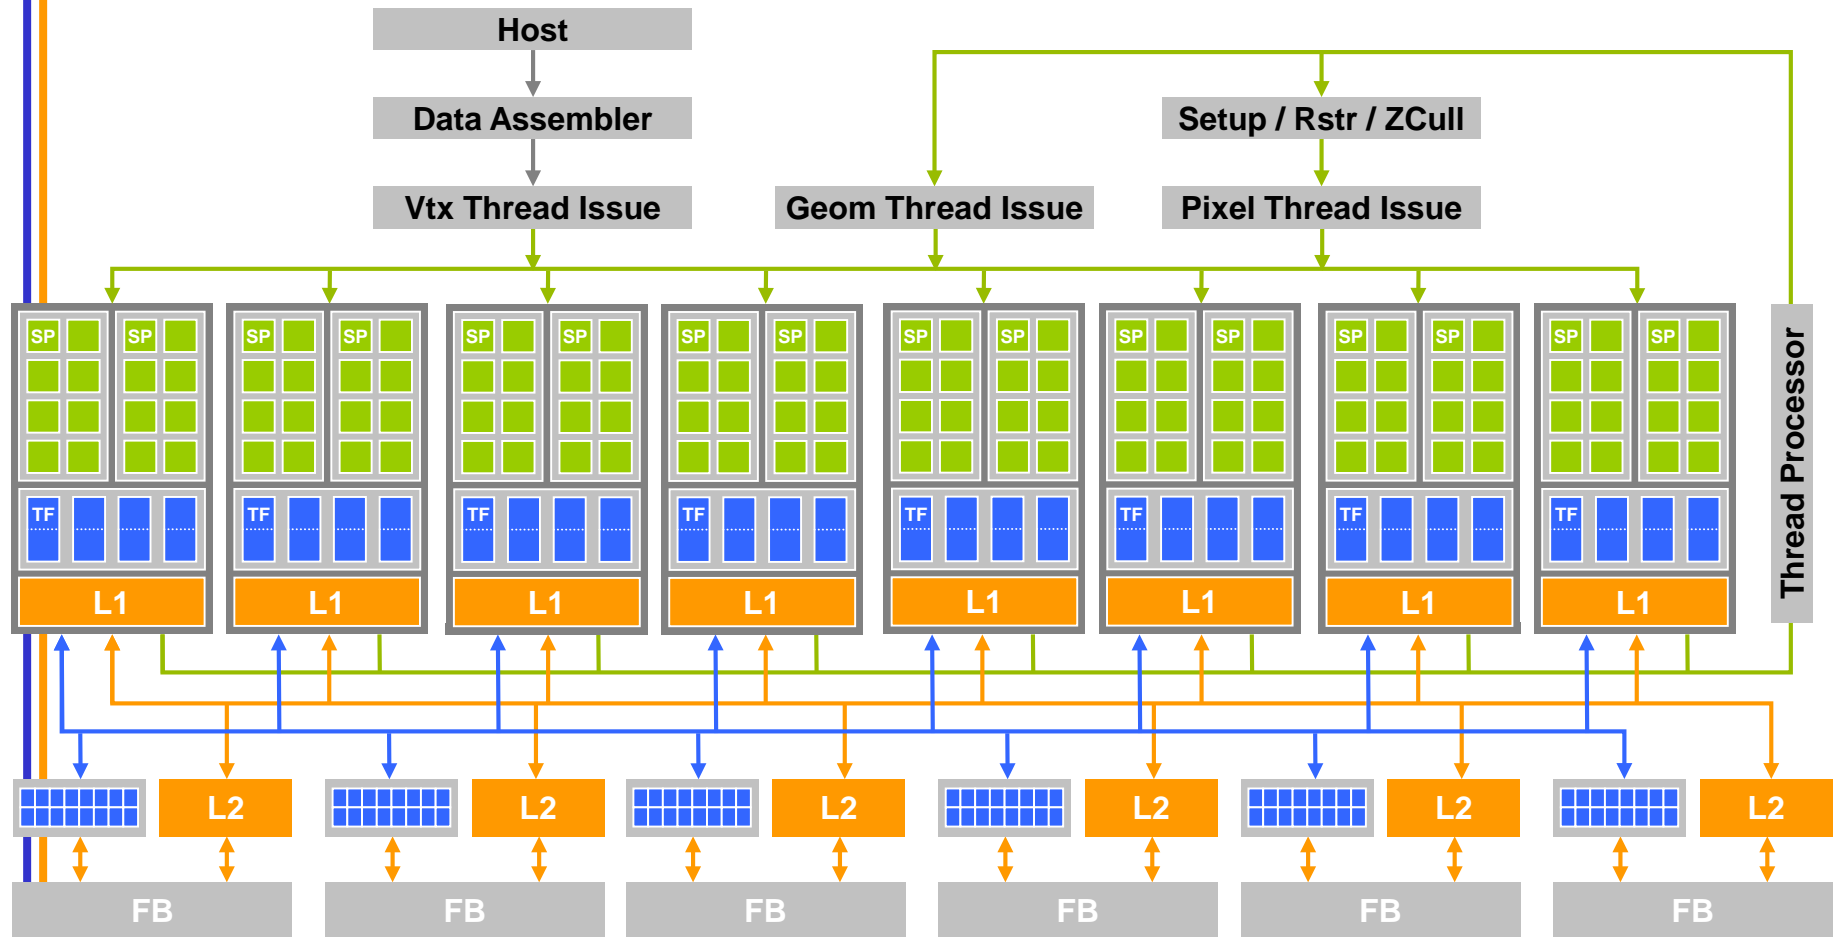 Host
Data Assembler
Setup / Rstr / ZCull
Vtx Thread Issue
Geom Thread Issue
Pixel Thread Issue
SP SP SP SP SP SP SP SP SP SP SP SP SP SP SP SP
Thread Processor
TF TF TF TF TF TF TF TF
L1 L1 L1 L1 L1 L1 L1 L1
L2 L2 L2 L2 L2 L2
FB FB FB FB FB FB